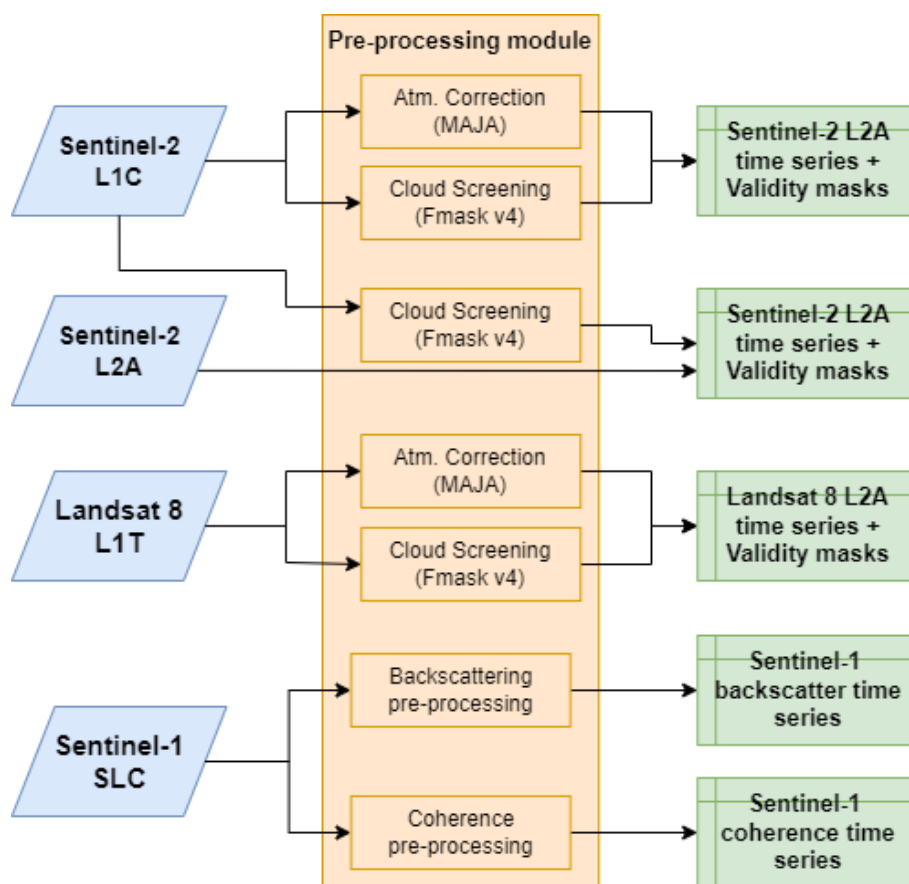 Pre-processing module
Sentinel-2
L1C
Atm. Correction
(MAJA)
Cloud Screening
(Fmask v4)
Sentinel-2 L2A
time series +
Validity masks
Sentinel-2
L2A
Cloud Screening
(Fmask v4)
Sentinel-2 L2A
time series +
Validity masks
Landsat 8
L1T
Atm. Correction
(MAJA)
Cloud Screening
(Fmask v4)
Landsat 8 L2A
time series +
Validity masks
Sentinel-1
SLC
Backscattering
pre-processing
Sentinel-1
backscatter time
series
Coherence
pre-processing
Sentinel-1
coherence time
series